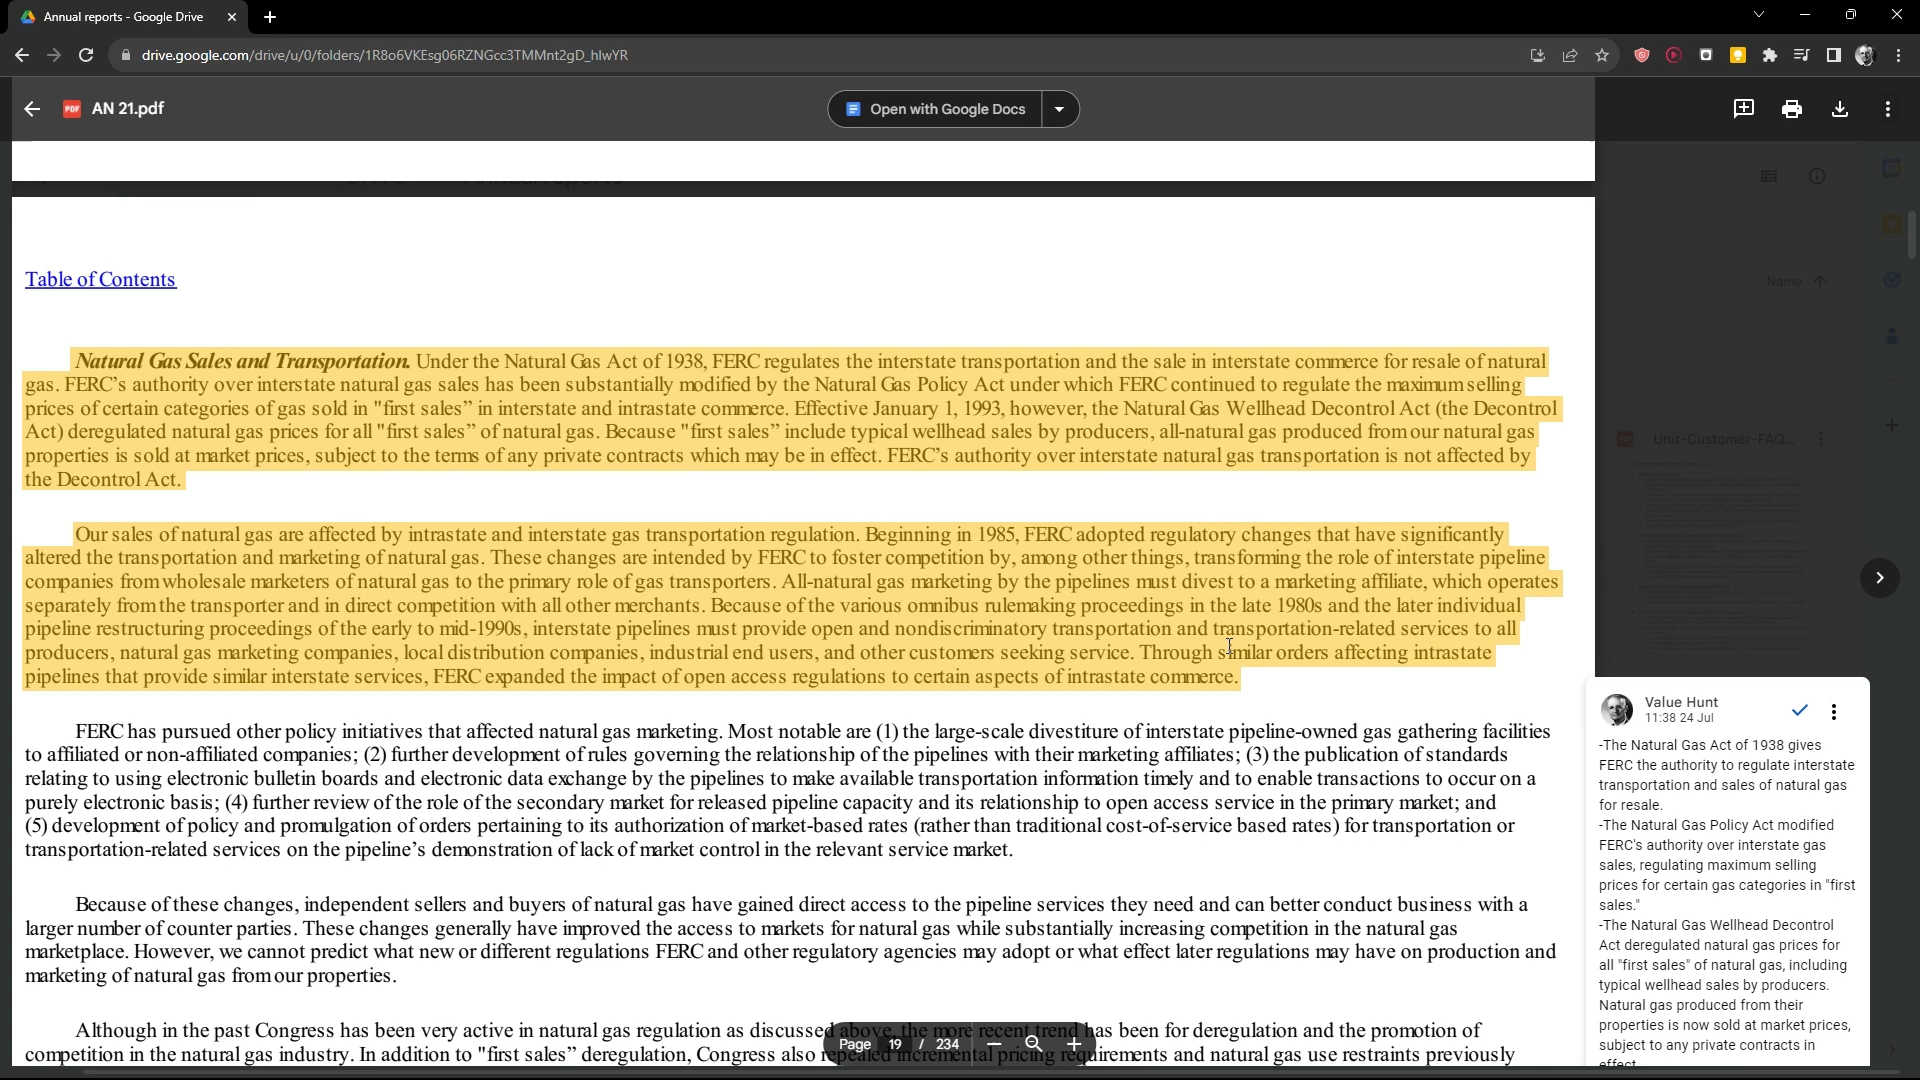 Annual reports - Google Drive
drive.google.com/drive/u/0/folders/1R8o6VKEsg06RZNGcc3TMMnt2gD_hlwYR
PDF AN 21.pdf
Open with Google Docs
Name
Table of Contents
Natural Gas Sales and Transportation. Under the Natural Gas Act of 1938, FERC regulates the interstate transportation and the sale in interstate commerce for resale of natural
gas. FERC's authority over interstate natural gas sales has been substantially modified by the Natural Gas Policy Act under which FERC continued to regulate the maximum selling
prices of certain categories of gas sold in "first sales” in interstate and intrastate commerce. Effective January 1, 1993, however, the Natural Gas Wellhead Decontrol Act (the Decontrol
Act) deregulated natural gas prices for all "first sales” of natural gas. Because "first sales” include typical wellhead sales by producers, all-natural gas produced from our natural gas
properties is sold at market prices, subject to the terms of any private contracts which may be in effect. FERC’s authority over interstate natural gas transportation is not affected by
the Decontrol Act.
Our sales of natural gas are affected by intrastate and interstate gas transportation regulation. Beginning in 1985, FERC adopted regulatory changes that have significantly
altered the transportation and marketing of natural gas. These changes are intended by FERC to foster competition by, among other things, transforming the role of interstate pipeline
companies from wholesale marketers of natural gas to the primary role of gas transporters. All-natural gas marketing by the pipelines must divest to a marketing affiliate, which operates
separately from the transporter and in direct competition with all other merchants. Because of the various omnibus rulemaking proceedings in the late 1980s and the later individual
pipeline restructuring proceedings of the early to mid-1990s, interstate pipelines must provide open and nondiscriminatory transportation and transportation-related services to all
producers, natural gas marketing companies, local distribution companies, industrial end users, and other customers seeking service. Through similar orders affecting intrastate
pipelines that provide similar interstate services, FERC expanded the impact of open access regulations to certain aspects of intrastate commerce.
FERC has pursued other policy initiatives that affected natural gas marketing. Most notable are (1) the large-scale divestiture of interstate pipeline-owned gas gathering facilities
to affiliated or non-affiliated companies; (2) further development of rules governing the relationship of the pipelines with their marketing affiliates; (3) the publication of standards
relating to using electronic bulletin boards and electronic data exchange by the pipelines to make available transportation information timely and to enable transactions to occur on a
purely electronic basis; (4) further review of the role of the secondary market for released pipeline capacity and its relationship to open access service in the primary market; and
(5) development of policy and promulgation of orders pertaining to its authorization of market-based rates (rather than traditional cost-of-service based rates) for transportation or
transportation-related services on the pipeline’s demonstration of lack of market control in the relevant service market.
Because of these changes, independent sellers and buyers of natural gas have gained direct access to the pipeline services they need and can better conduct business with a
larger number of counter parties. These changes generally have improved the access to markets for natural gas while substantially increasing competition in the natural gas
marketplace. However, we cannot predict what new or different regulations FERC and other regulatory agencies may adopt or what effect later regulations may have on production and
marketing of natural gas from our properties.
Although in the past Congress has been very active in natural gas regulation as discussed above, the more recent trend has been for deregulation and the promotion of
competition in the natural gas industry. In addition to "first sales” deregulation, Congress also repealed incremental pricing requirements and natural gas use restraints previously
Page 19 / 234
Unit-Customer-FAQ...
Value Hunt
11:38 24 Jul
-The Natural Gas Act of 1938 gives
FERC the authority to regulate interstate
transportation and sales of natural gas
for resale.
-The Natural Gas Policy Act modified
FERC's authority over interstate gas
sales, regulating maximum selling
prices for certain gas categories in "first
sales."
-The Natural Gas Wellhead Decontrol
Act deregulated natural gas prices for
all "first sales" of natural gas, including
typical wellhead sales by producers.
Natural gas produced from their
properties is now sold at market prices,
subject to any private contracts in
effect